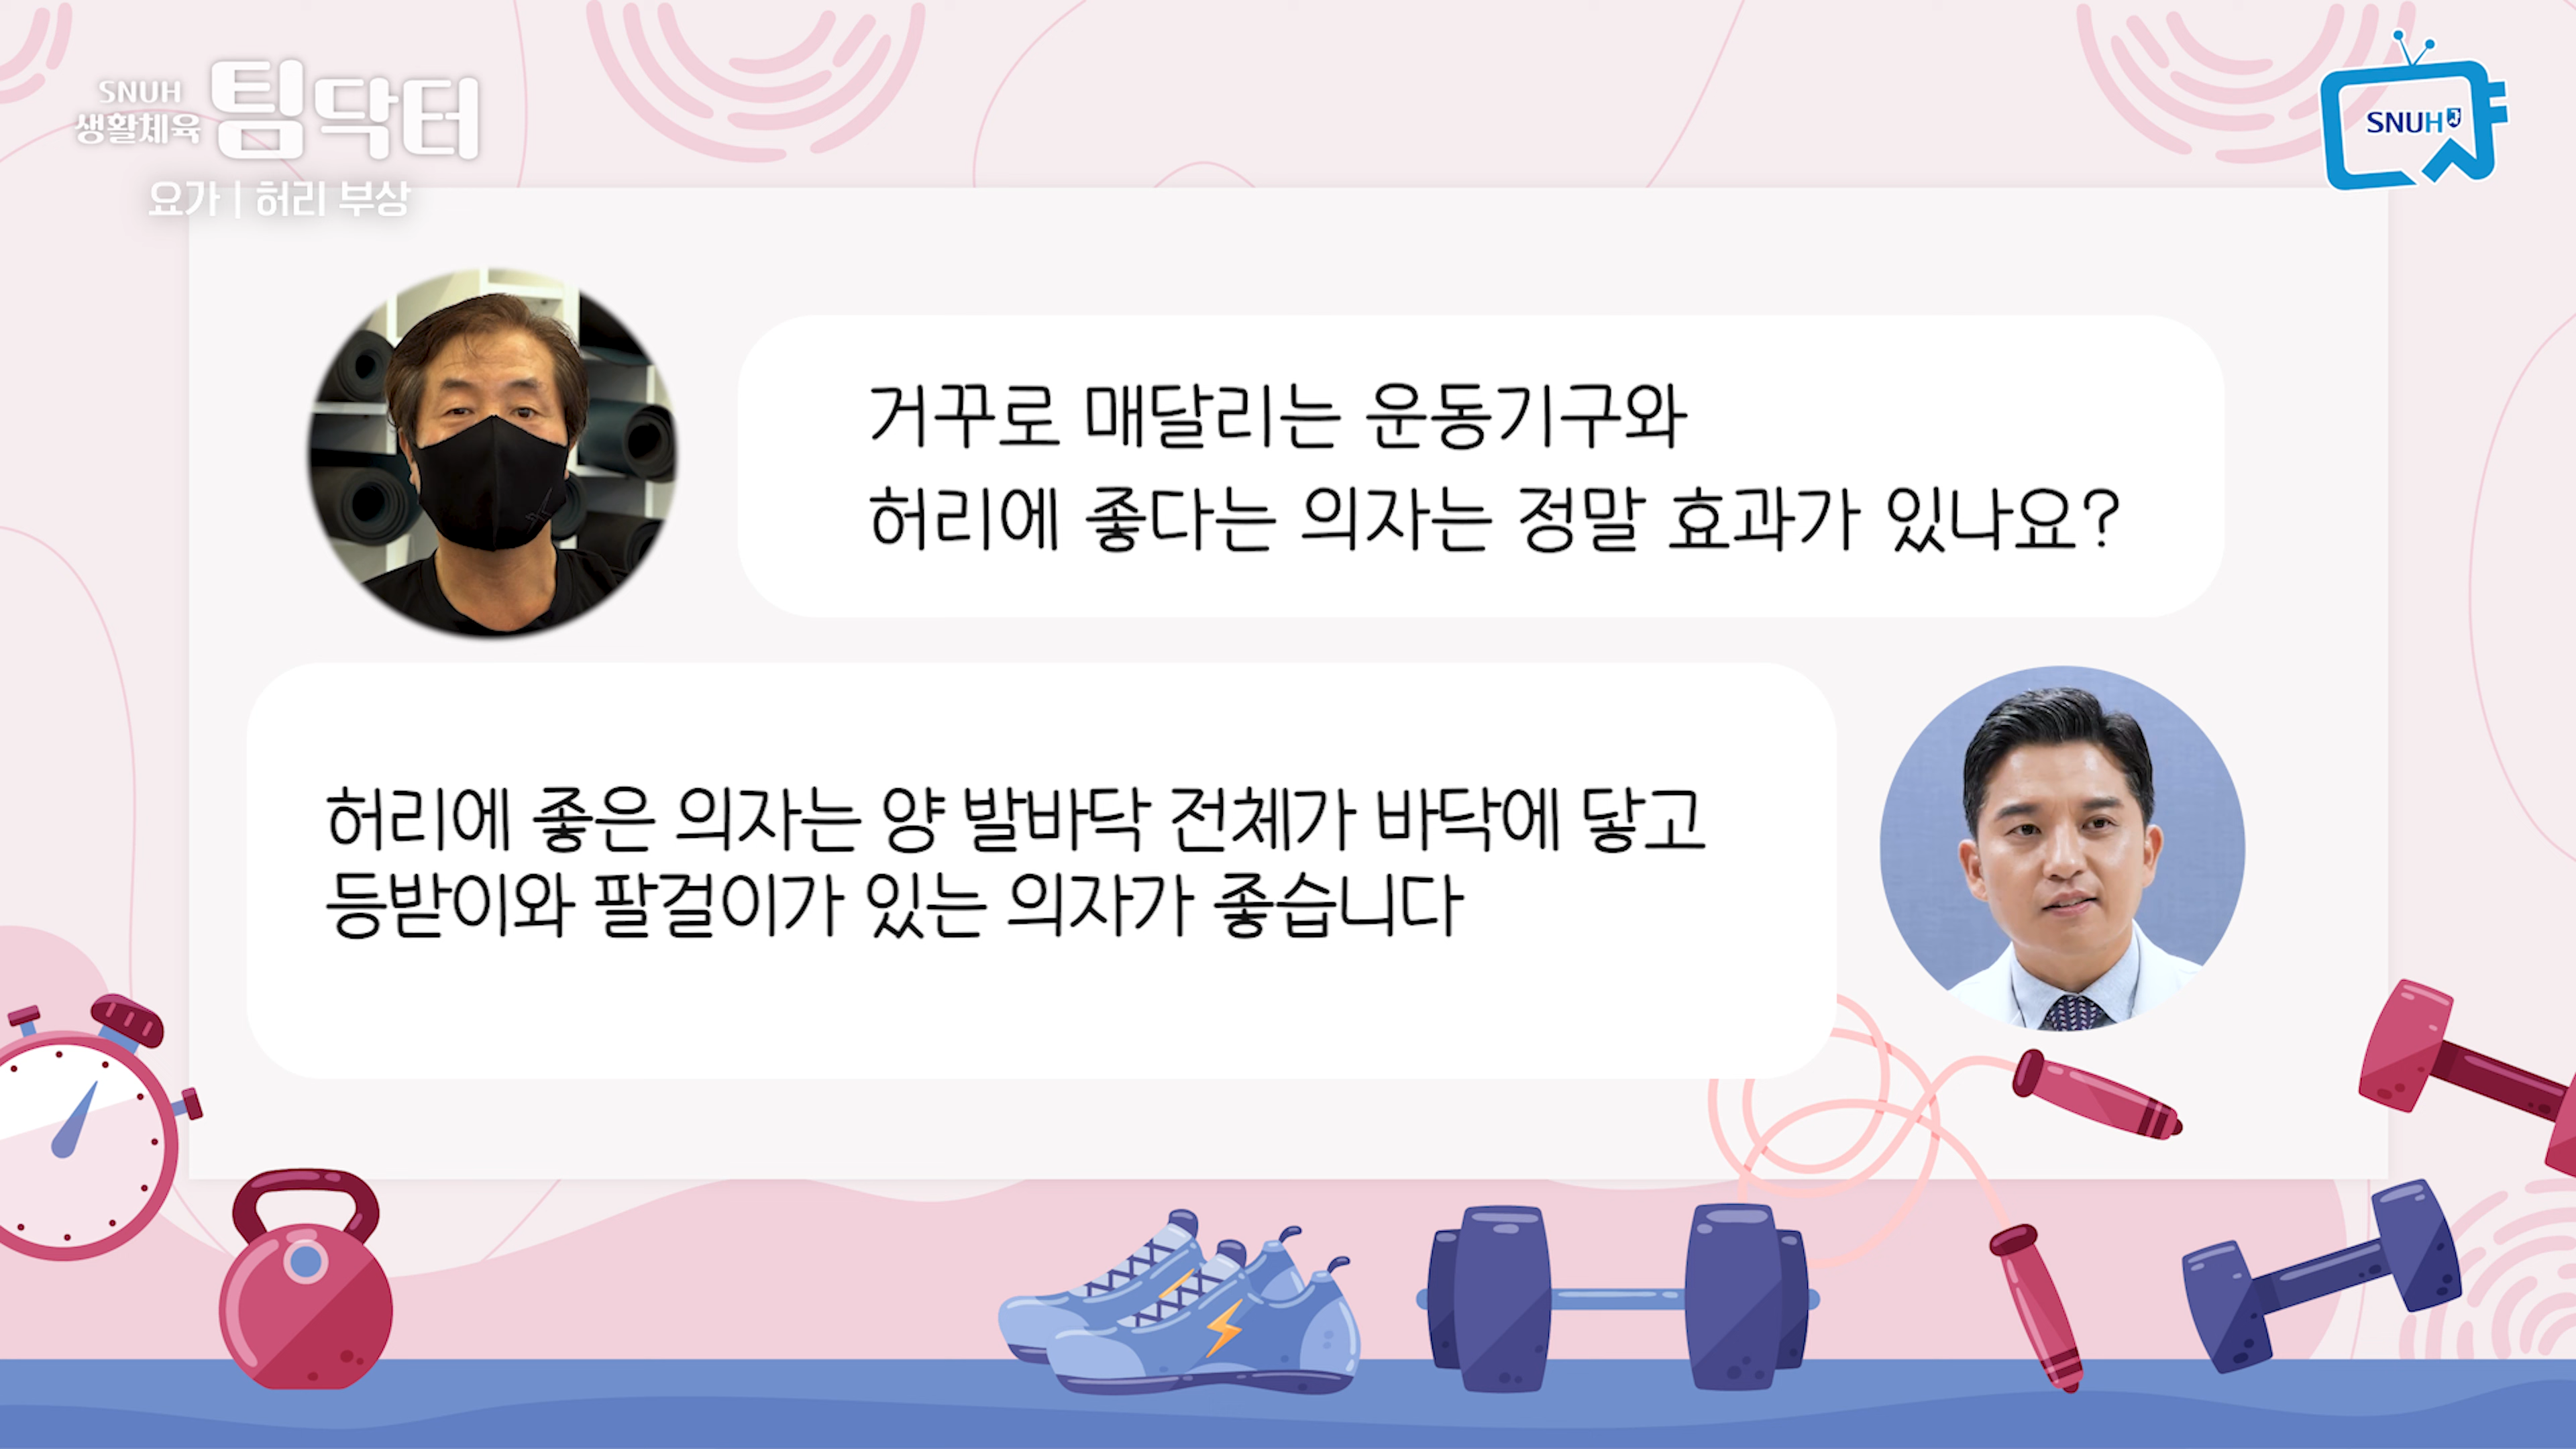 SNUH
생활체육
팀닥터
요가 | 허리 부상
SNUH
거꾸로 매달리는 운동기구와
허리에 좋다는 의자는 정말 효과가 있나요?
허리에 좋은 의자는 양 발바닥 전체가 바닥에 닿고
등받이와 팔걸이가 있는 의자가 좋습니다